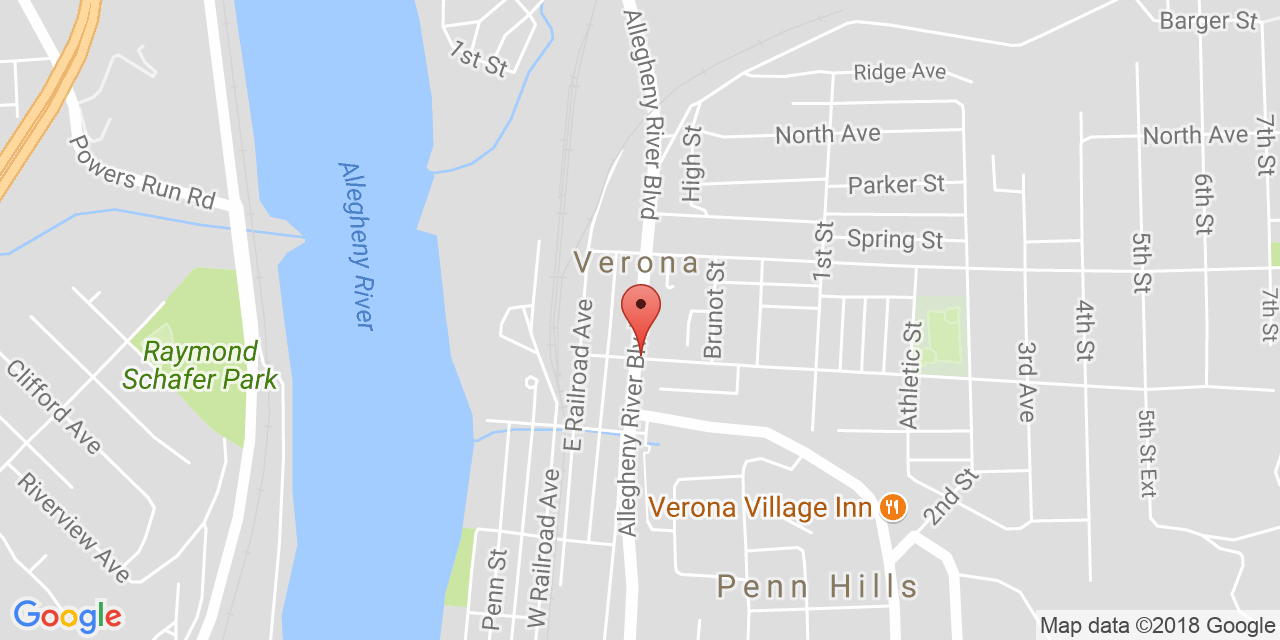 Barger St
1st St
Allegheny River Blvd
Ridge Ave
North Ave
North Ave
7th St
Powers Run Rd
High St
Parker St
6th St
Allegheny River
Spring St
1st St
5th St
Verona
Brunot St
7th St
Raymond
Schafer Park
E Railroad Ave
4th St
Athletic St
3rd Ave
Clifford Ave
Allegheny River Blvd
5th St Ext
Riverview Ave
W Railroad Ave
Verona Village Inn
2nd St
Penn St
Penn Hills
Google
Map data ©2018 Google